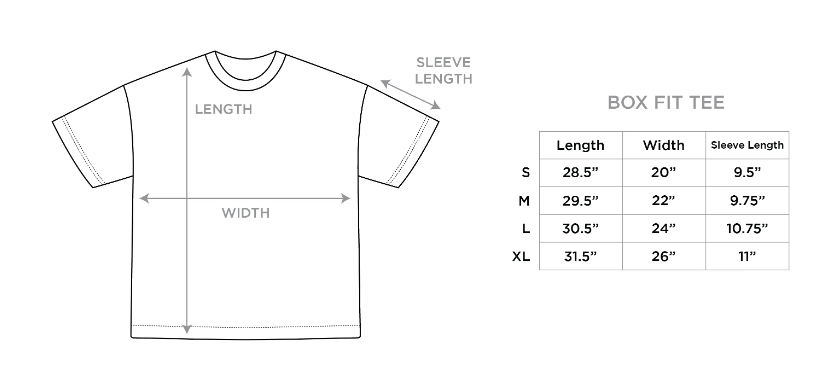 SLEEVE
LENGTH
LENGTH
WIDTH
BOX FIT TEE
Length Width Sleeve Length
S 28.5” 20” 9.5”
M 29.5” 22” 9.75”
L 30.5” 24” 10.75”
XL 31.5” 26” 11”